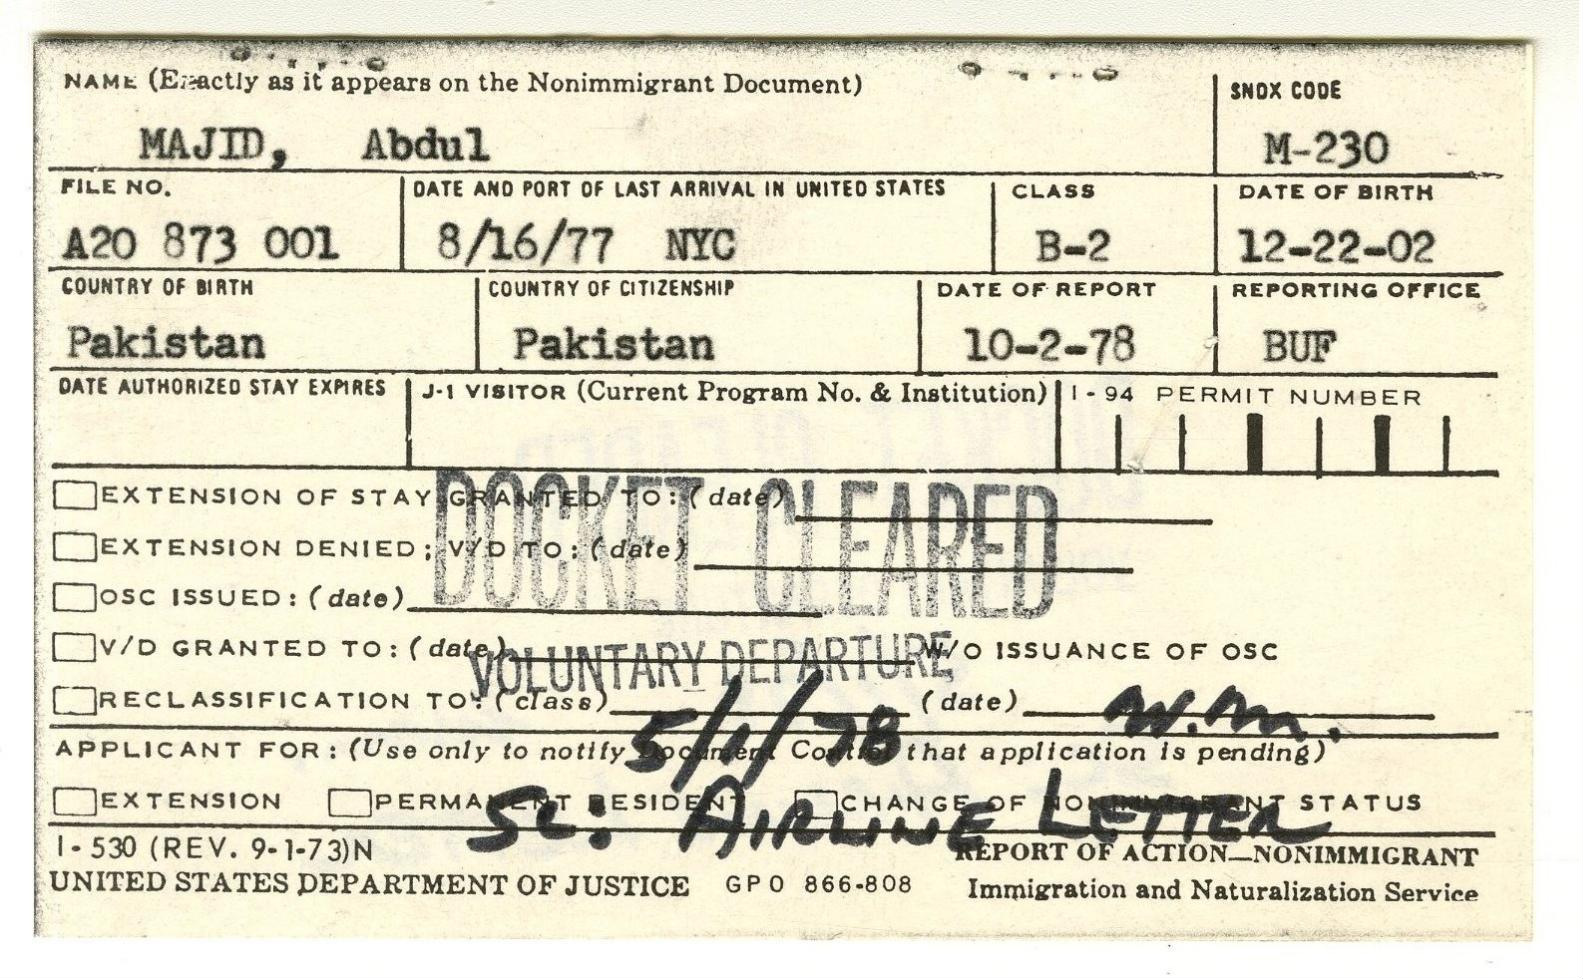 NAME (Exactly as it appears on the Nonimmigrant Document) SNDX CODE
MAJID, Abdul M-230
FILE NO. DATE AND PORT OF LAST ARRIVAL IN UNITED STATES CLASS DATE OF BIRTH
A20 873 001 8/16/77 NYC B-2 12-22-02
COUNTRY OF BIRTH COUNTRY OF CITIZENSHIP DATE OF REPORT REPORTING OFFICE
Pakistan Pakistan 10-2-78 BUF
DATE AUTHORIZED STAY EXPIRES J-1 VISITOR (Current Program No. & Institution) I-94 PERMIT NUMBER
EXTENSION OF STAY GRANTED TO: (date)
DOCKET CLEARED
EXTENSION DENIED; V/D TO: (date)
OSC ISSUED: (date)
V/D GRANTED TO: (date) W/O ISSUANCE OF OSC
VOLUNTARY DEPARTURE
RECLASSIFICATION TO: (class) (date) W.M.
5/1/78
APPLICANT FOR: (Use only to notify Document Control that application is pending)
EXTENSION PERMANENT RESIDENT CHANGE OF NONIMMIGRANT STATUS
SC: AIRLINE LETTER
I-530 (REV. 9-1-73)N REPORT OF ACTION—NONIMMIGRANT
UNITED STATES DEPARTMENT OF JUSTICE GPO 866-808 Immigration and Naturalization Service